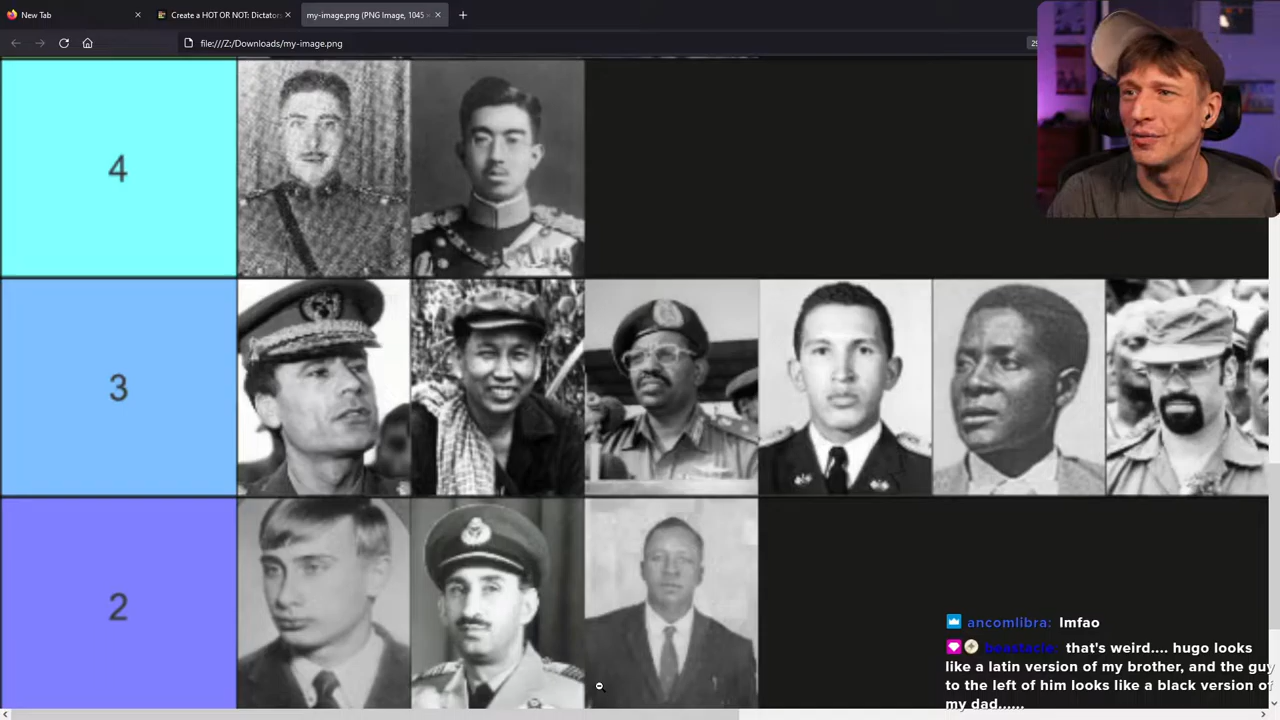 New Tab
Create a HOT OR NOT: Dictator
my-image.png (PNG Image, 1045 ×
file:///Z:/Downloads/my-image.png
4
3
2
ancomlibra: lmfao
that's weird.... hugo looks
like a latin version of my brother, and the guy
to the left of him looks like a black version of
my dad......